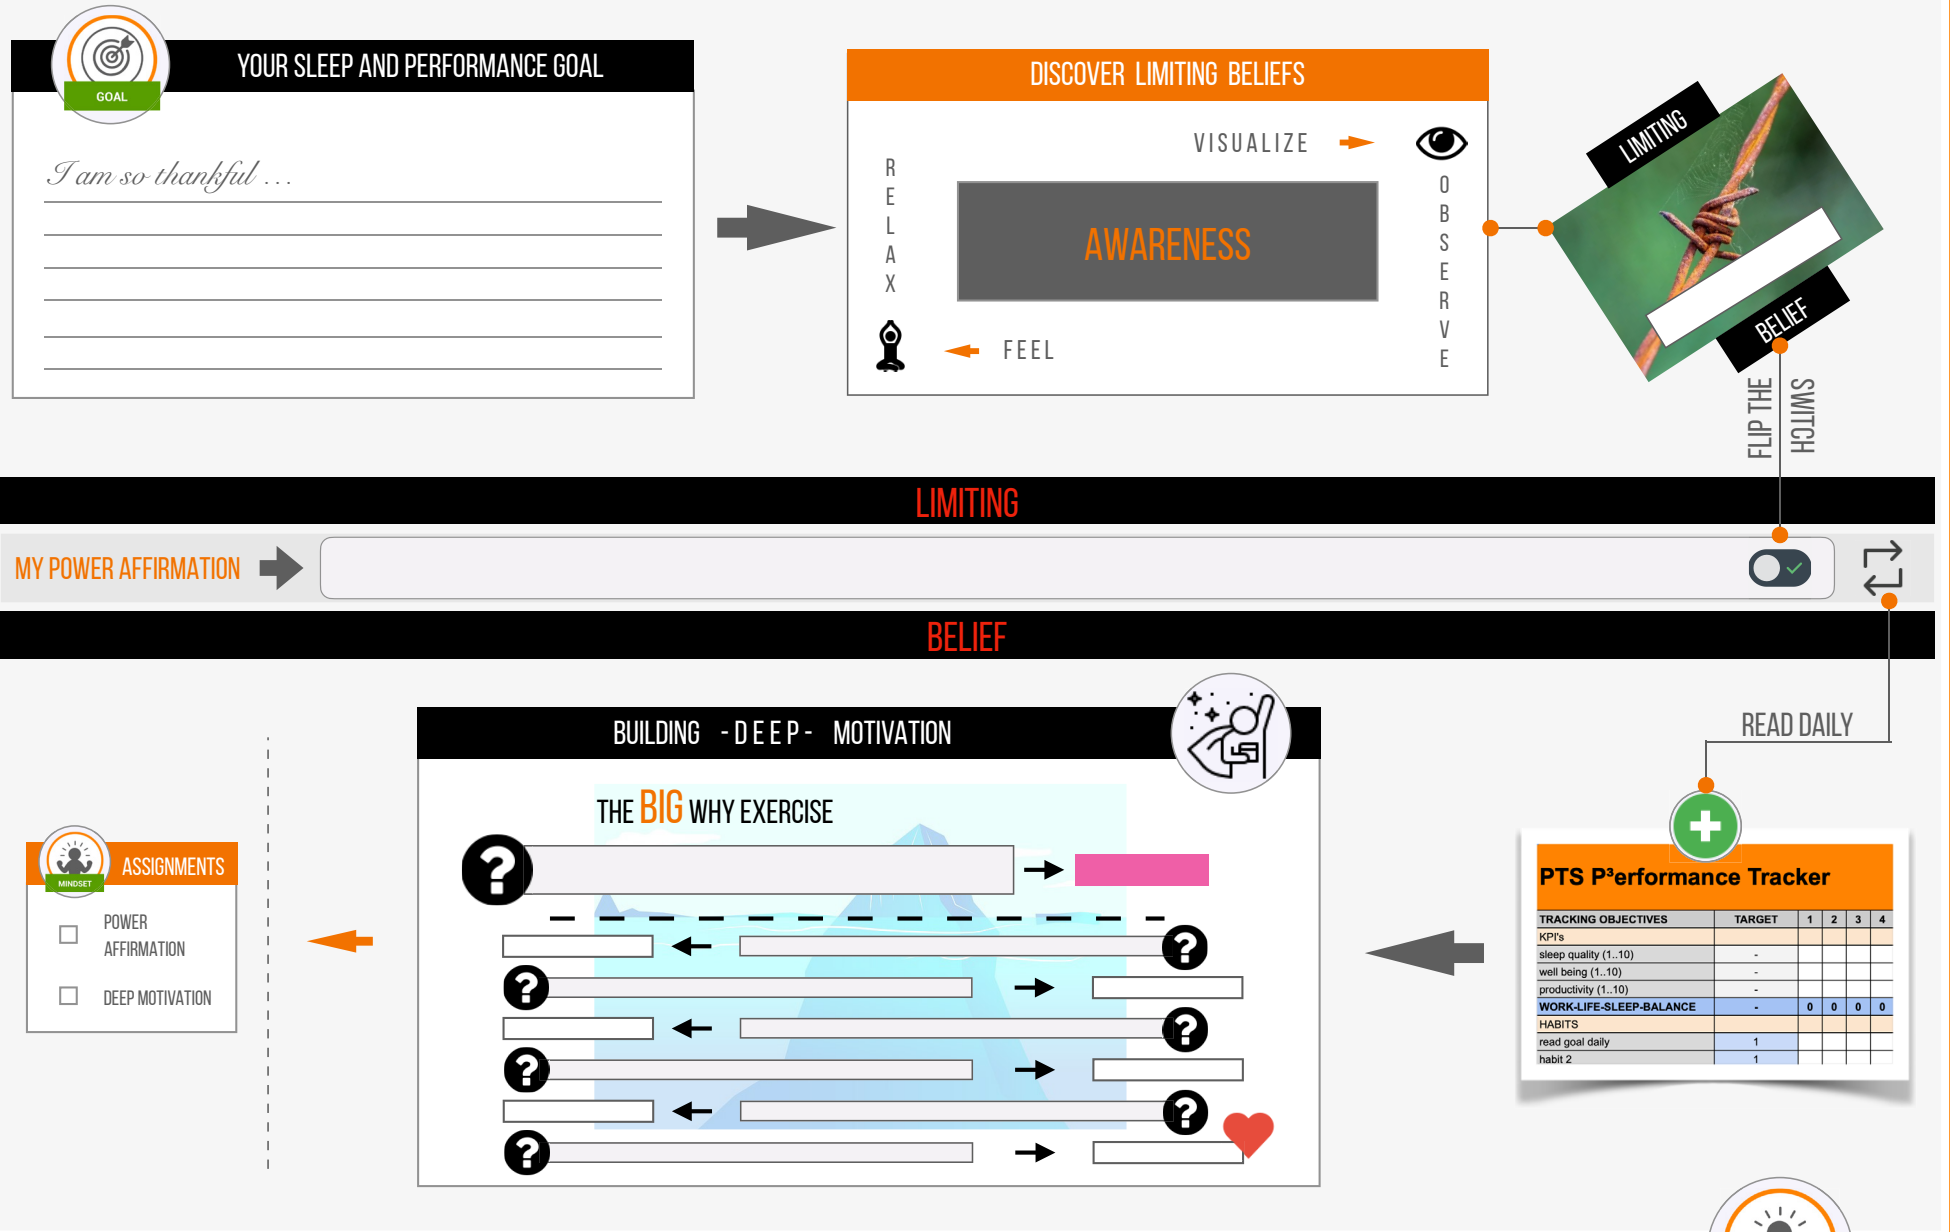 YOUR SLEEP AND PERFORMANCE GOAL
GOAL
I am so thankful ...
DISCOVER LIMITING BELIEFS
VISUALIZE
RELAX
OBSERVE
AWARENESS
FEEL
LIMITING
BELIEF
FLIP THE
SWITCH
LIMITING
MY POWER AFFIRMATION
BELIEF
READ DAILY
BUILDING -DEEP- MOTIVATION
THE BIG WHY EXERCISE
?
?
?
?
?
?
?
ASSIGNMENTS
MINDSET
POWER
AFFIRMATION
DEEP MOTIVATION
PTS P³erformance Tracker
TRACKING OBJECTIVES TARGET 1 2 3 4
KPI's
sleep quality (1..10) -
well being (1..10) -
productivity (1..10) -
WORK-LIFE-SLEEP-BALANCE - 0 0 0 0
HABITS
read goal daily 1
habit 2 1